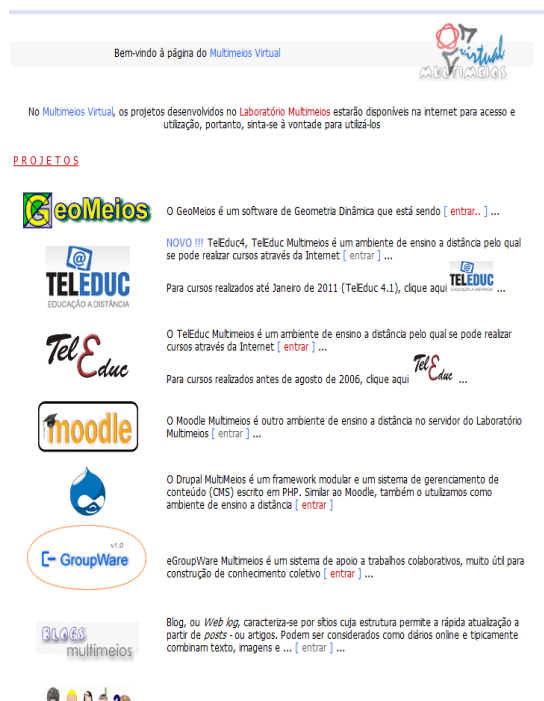 virtual
MULTIMEIOS
Bem-vindo à página do Multimeios Virtual
No Multimeios Virtual, os projetos desenvolvidos no Laboratório Multimeios estarão disponíveis na internet para acesso e
utilização, portanto, sinta-se à vontade para utilizá-los
PROJETOS
GeoMeios
O GeoMeios é um software de Geometria Dinâmica que está sendo [ entrar.. ] ...
@
TELEDUC
EDUCAÇÃO A DISTÂNCIA
NOVO !!! TelEduc4, TelEduc Multimeios é um ambiente de ensino a distância pelo qual
se pode realizar cursos através da Internet [ entrar ] ...
Para cursos realizados até Janeiro de 2011 (TelEduc 4.1), clique aqui TELEDUC ...
TelEduc
O TelEduc Multimeios é um ambiente de ensino a distância pelo qual se pode realizar
cursos através da Internet [ entrar ] ...
Para cursos realizados antes de agosto de 2006, clique aqui TelEduc ...
moodle
O Moodle Multimeios é outro ambiente de ensino a distância no servidor do Laboratório
Multimeios [ entrar ] ...
O Drupal MultiMeios é um framework modular e um sistema de gerenciamento de
conteúdo (CMS) escrito em PHP. Similar ao Moodle, também o utulizamos como
ambiente de ensino a distância [ entrar ]
v1.0
GroupWare
eGroupWare Multimeios é um sistema de apoio a trabalhos colaborativos, muito útil para
construção de conhecimento coletivo [ entrar ] ...
BLOGS
multimeios
Blog, ou Web log, caracteriza-se por sítios cuja estrutura permite a rápida atualização a
partir de posts - ou artigos. Podem ser considerados como diários online e tipicamente
combinam texto, imagens e ... [ entrar ] ...